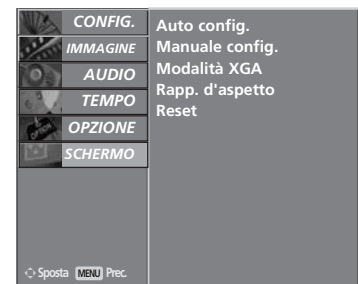 CONFIG.
IMMAGINE
AUDIO
TEMPO
OPZIONE
SCHERMO
Auto config.
Manuale config.
Modalità XGA
Rapp. d'aspetto
Reset
Sposta MENU Prec.